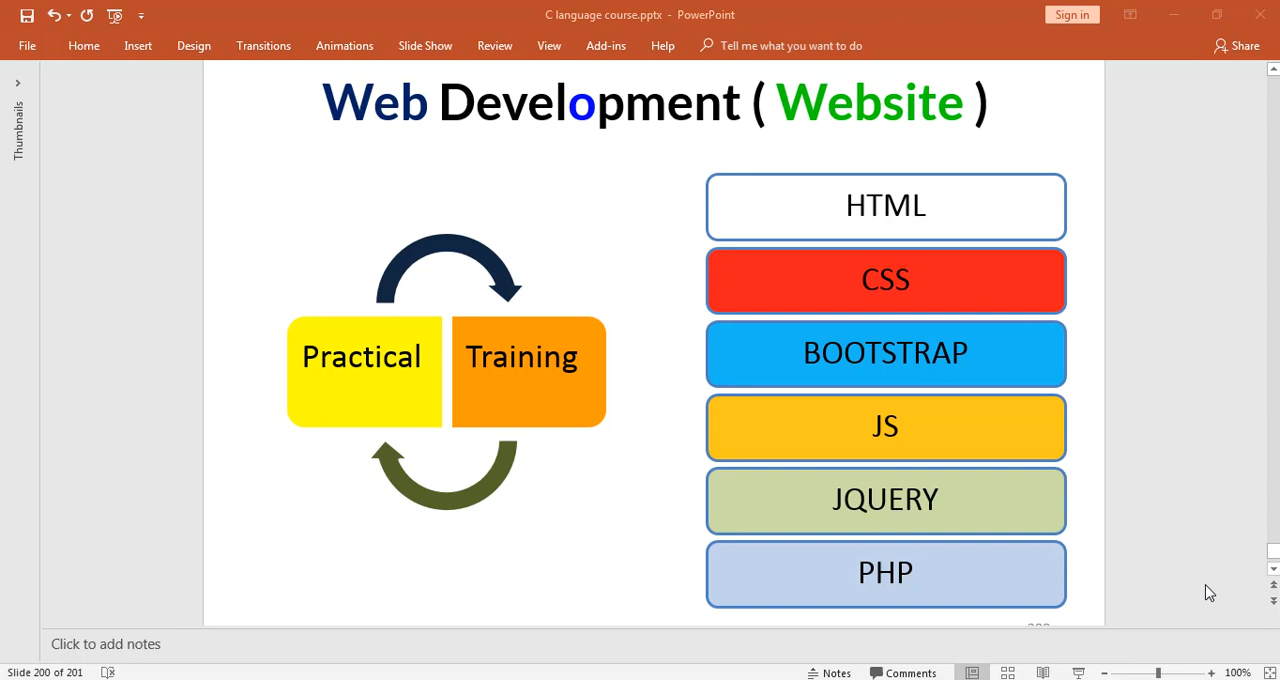 C language course.pptx - PowerPoint
Sign in
File Home Insert Design Transitions Animations Slide Show Review View Add-ins Help Tell me what you want to do Share
Thumbnails
Web Development ( Website )
Practical Training
HTML
CSS
BOOTSTRAP
JS
JQUERY
PHP
Click to add notes
Slide 200 of 201
Notes Comments 100%